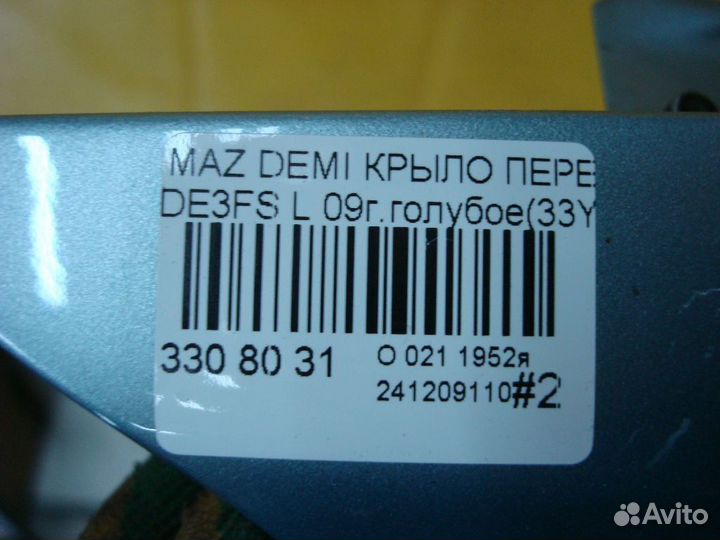 MAZ DEMI КРЫЛО ПЕРЕ
DE3FS L 09г.голубое(33Y
330 80 31
О 021 1952я
241209110#2
Avito